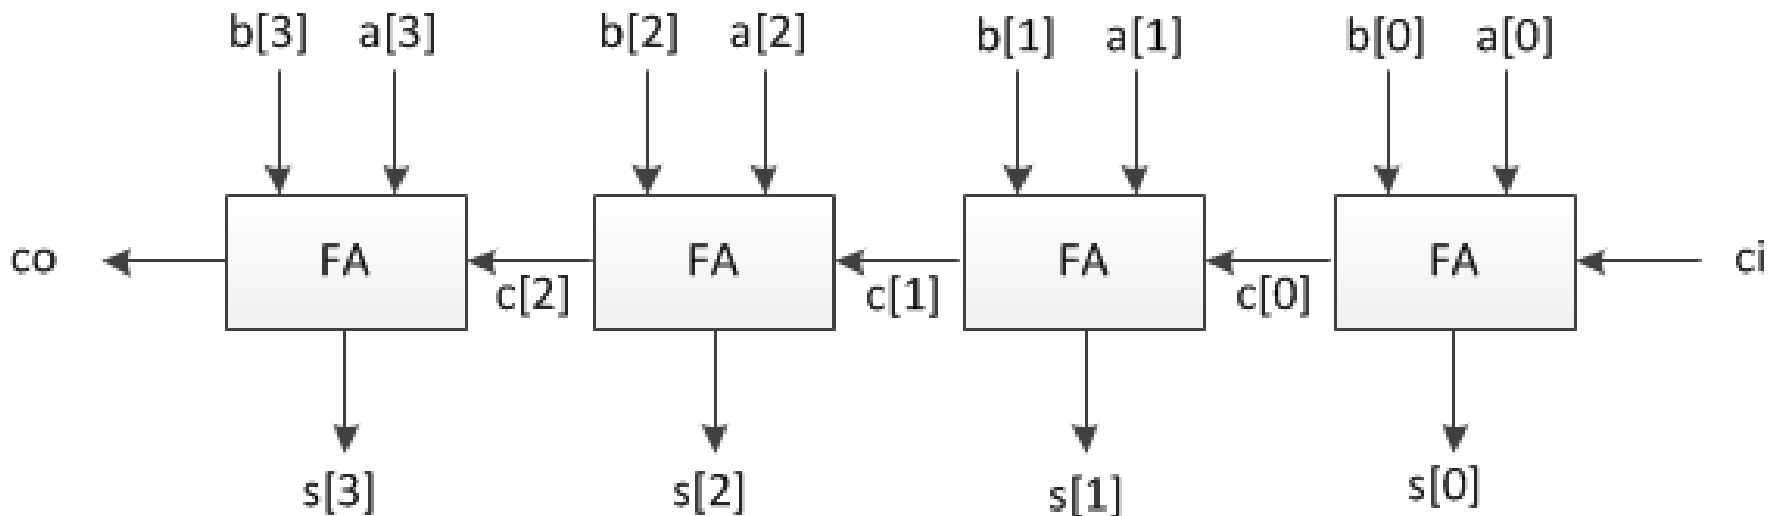 b[3] a[3] b[2] a[2] b[1] a[1] b[0] a[0]
co FA FA FA FA ci
c[2] c[1] c[0]
s[3] s[2] s[1] s[0]